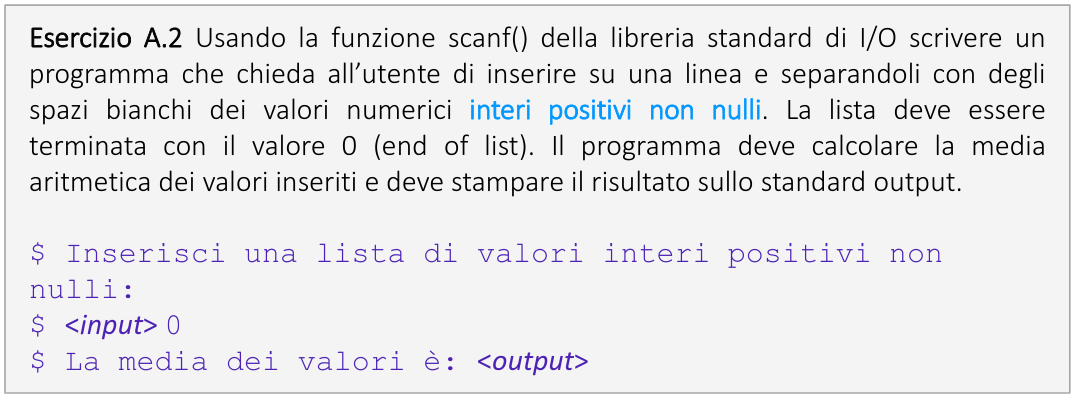 Esercizio A.2 Usando la funzione scanf() della libreria standard di I/O scrivere un
programma che chieda all’utente di inserire su una linea e separandoli con degli
spazi bianchi dei valori numerici interi positivi non nulli. La lista deve essere
terminata con il valore 0 (end of list). Il programma deve calcolare la media
aritmetica dei valori inseriti e deve stampare il risultato sullo standard output.
$ Inserisci una lista di valori interi positivi non
nulli:
$ <input> 0
$ La media dei valori è: <output>